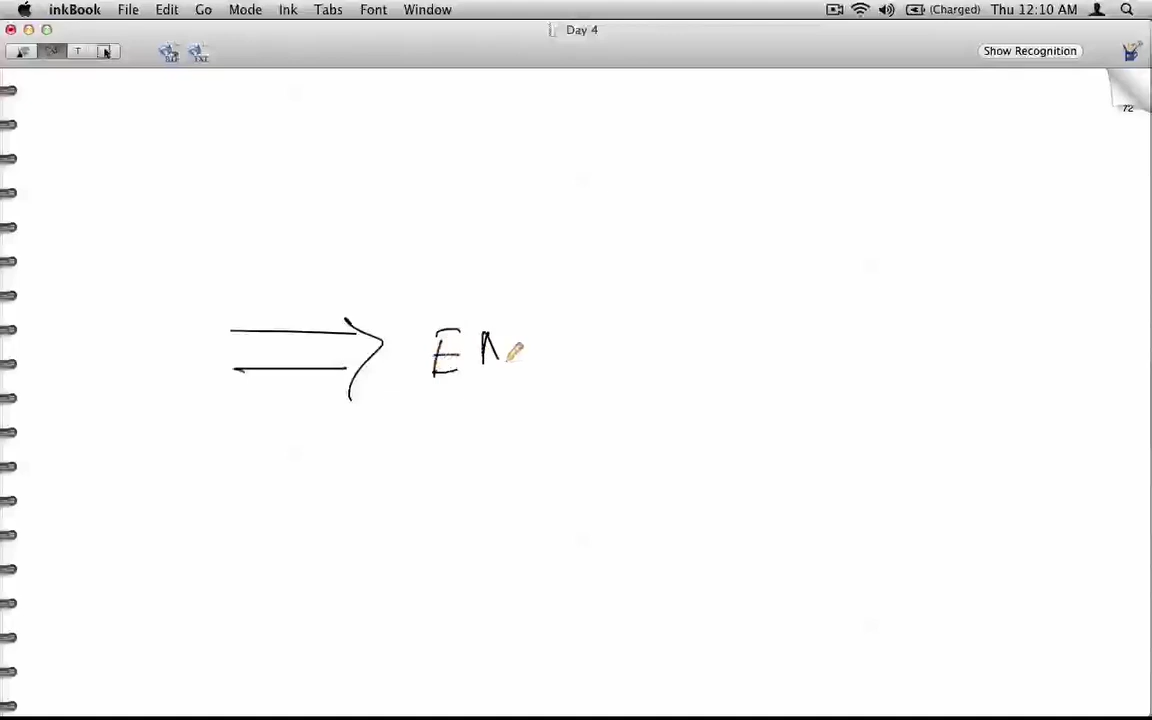 inkBook File Edit Go Mode Ink Tabs Font Window (Charged) Thu 12:10 AM
Day 4
T Show Recognition
72
E